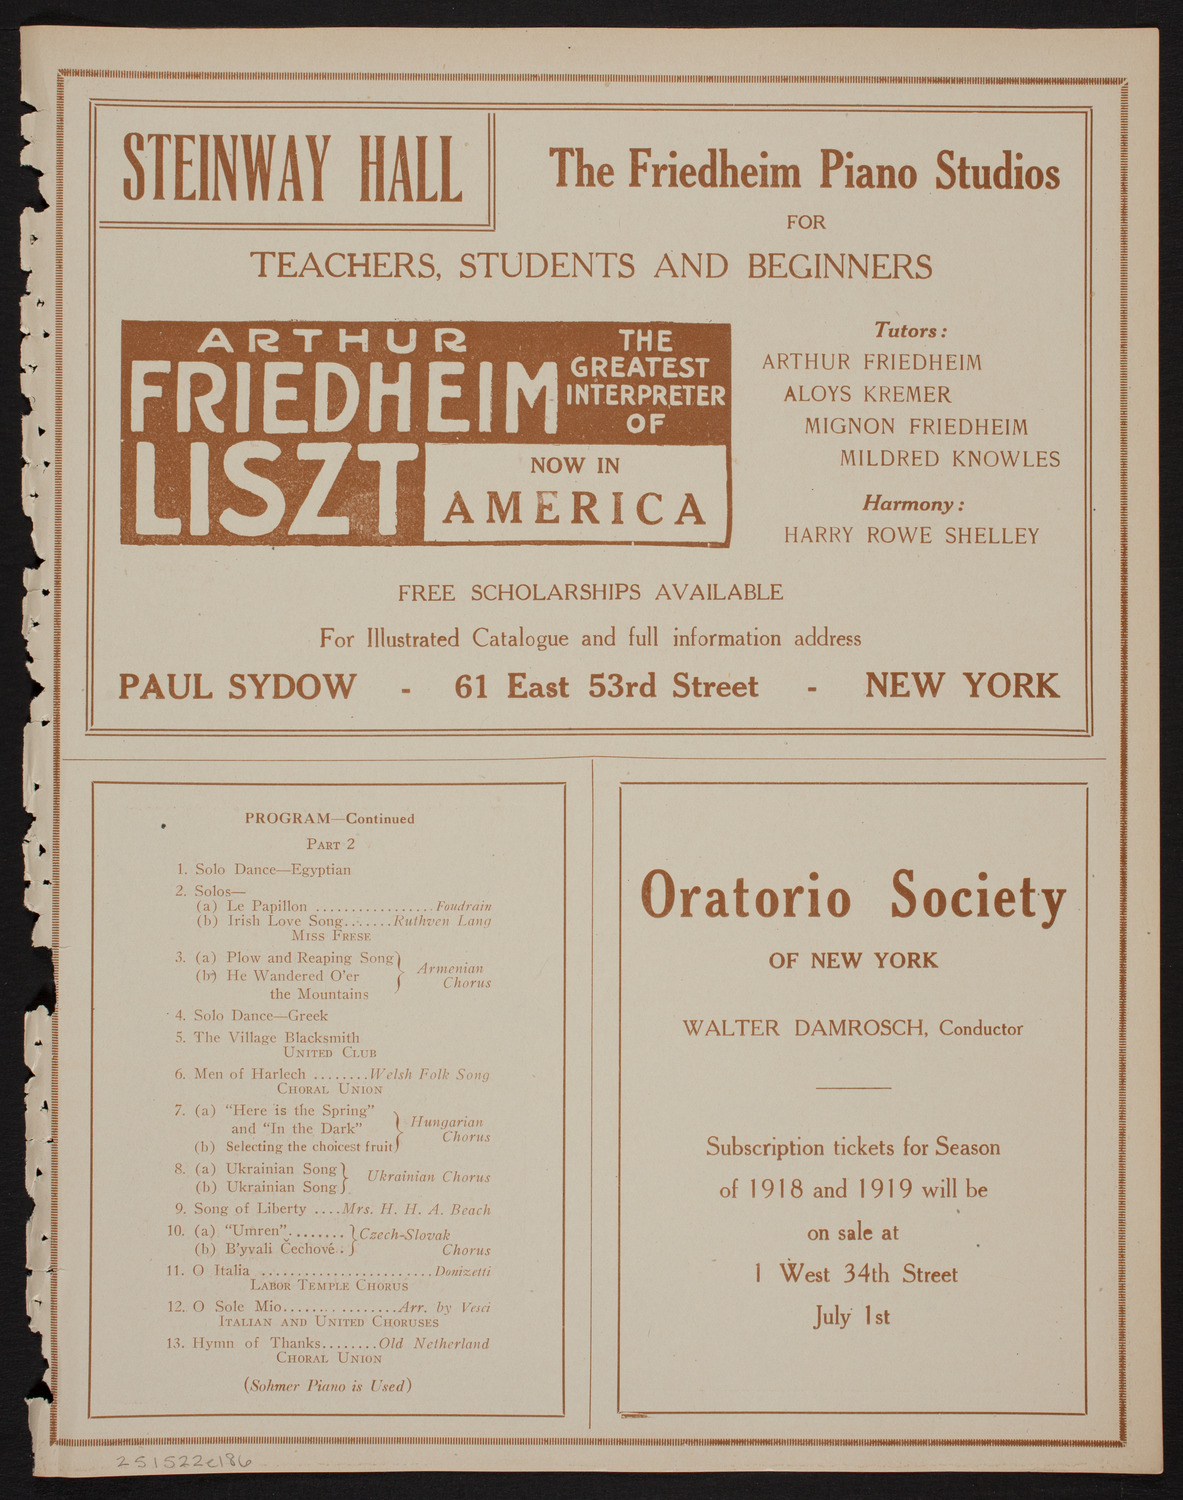 STEINWAY HALL
The Friedheim Piano Studios
FOR
TEACHERS, STUDENTS AND BEGINNERS
ARTHUR
FRIEDHEIM
THE
GREATEST
INTERPRETER
OF
LISZT
NOW IN
AMERICA
Tutors:
ARTHUR FRIEDHEIM
ALOYS KREMER
MIGNON FRIEDHEIM
MILDRED KNOWLES
Harmony:
HARRY ROWE SHELLEY
FREE SCHOLARSHIPS AVAILABLE
For Illustrated Catalogue and full information address
PAUL SYDOW - 61 East 53rd Street - NEW YORK
PROGRAM—Continued
PART 2
1. Solo Dance—Egyptian
2. Solos—
(a) Le Papillon ................Foudrain
(b) Irish Love Song.......Ruthven Lang
MISS FRESE
3. (a) Plow and Reaping Song
(b) He Wandered O'er
the Mountains
Armenian
Chorus
4. Solo Dance—Greek
5. The Village Blacksmith
UNITED CLUB
6. Men of Harlech ........Welsh Folk Song
CHORAL UNION
7. (a) "Here is the Spring"
and "In the Dark"
(b) Selecting the choicest fruit
Hungarian
Chorus
8. (a) Ukrainian Song
(b) Ukrainian Song
Ukrainian Chorus
9. Song of Liberty ....Mrs. H. H. A. Beach
10. (a) "Umren"........
(b) B'yvali Čechové..
Czech-Slovak
Chorus
11. O Italia ........................Donizetti
LABOR TEMPLE CHORUS
12. O Sole Mio................Arr. by Vesci
ITALIAN AND UNITED CHORUSES
13. Hymn of Thanks........Old Netherland
CHORAL UNION
(Sohmer Piano is Used)
Oratorio Society
OF NEW YORK
WALTER DAMROSCH, Conductor
Subscription tickets for Season
of 1918 and 1919 will be
on sale at
1 West 34th Street
July 1st
251522e186